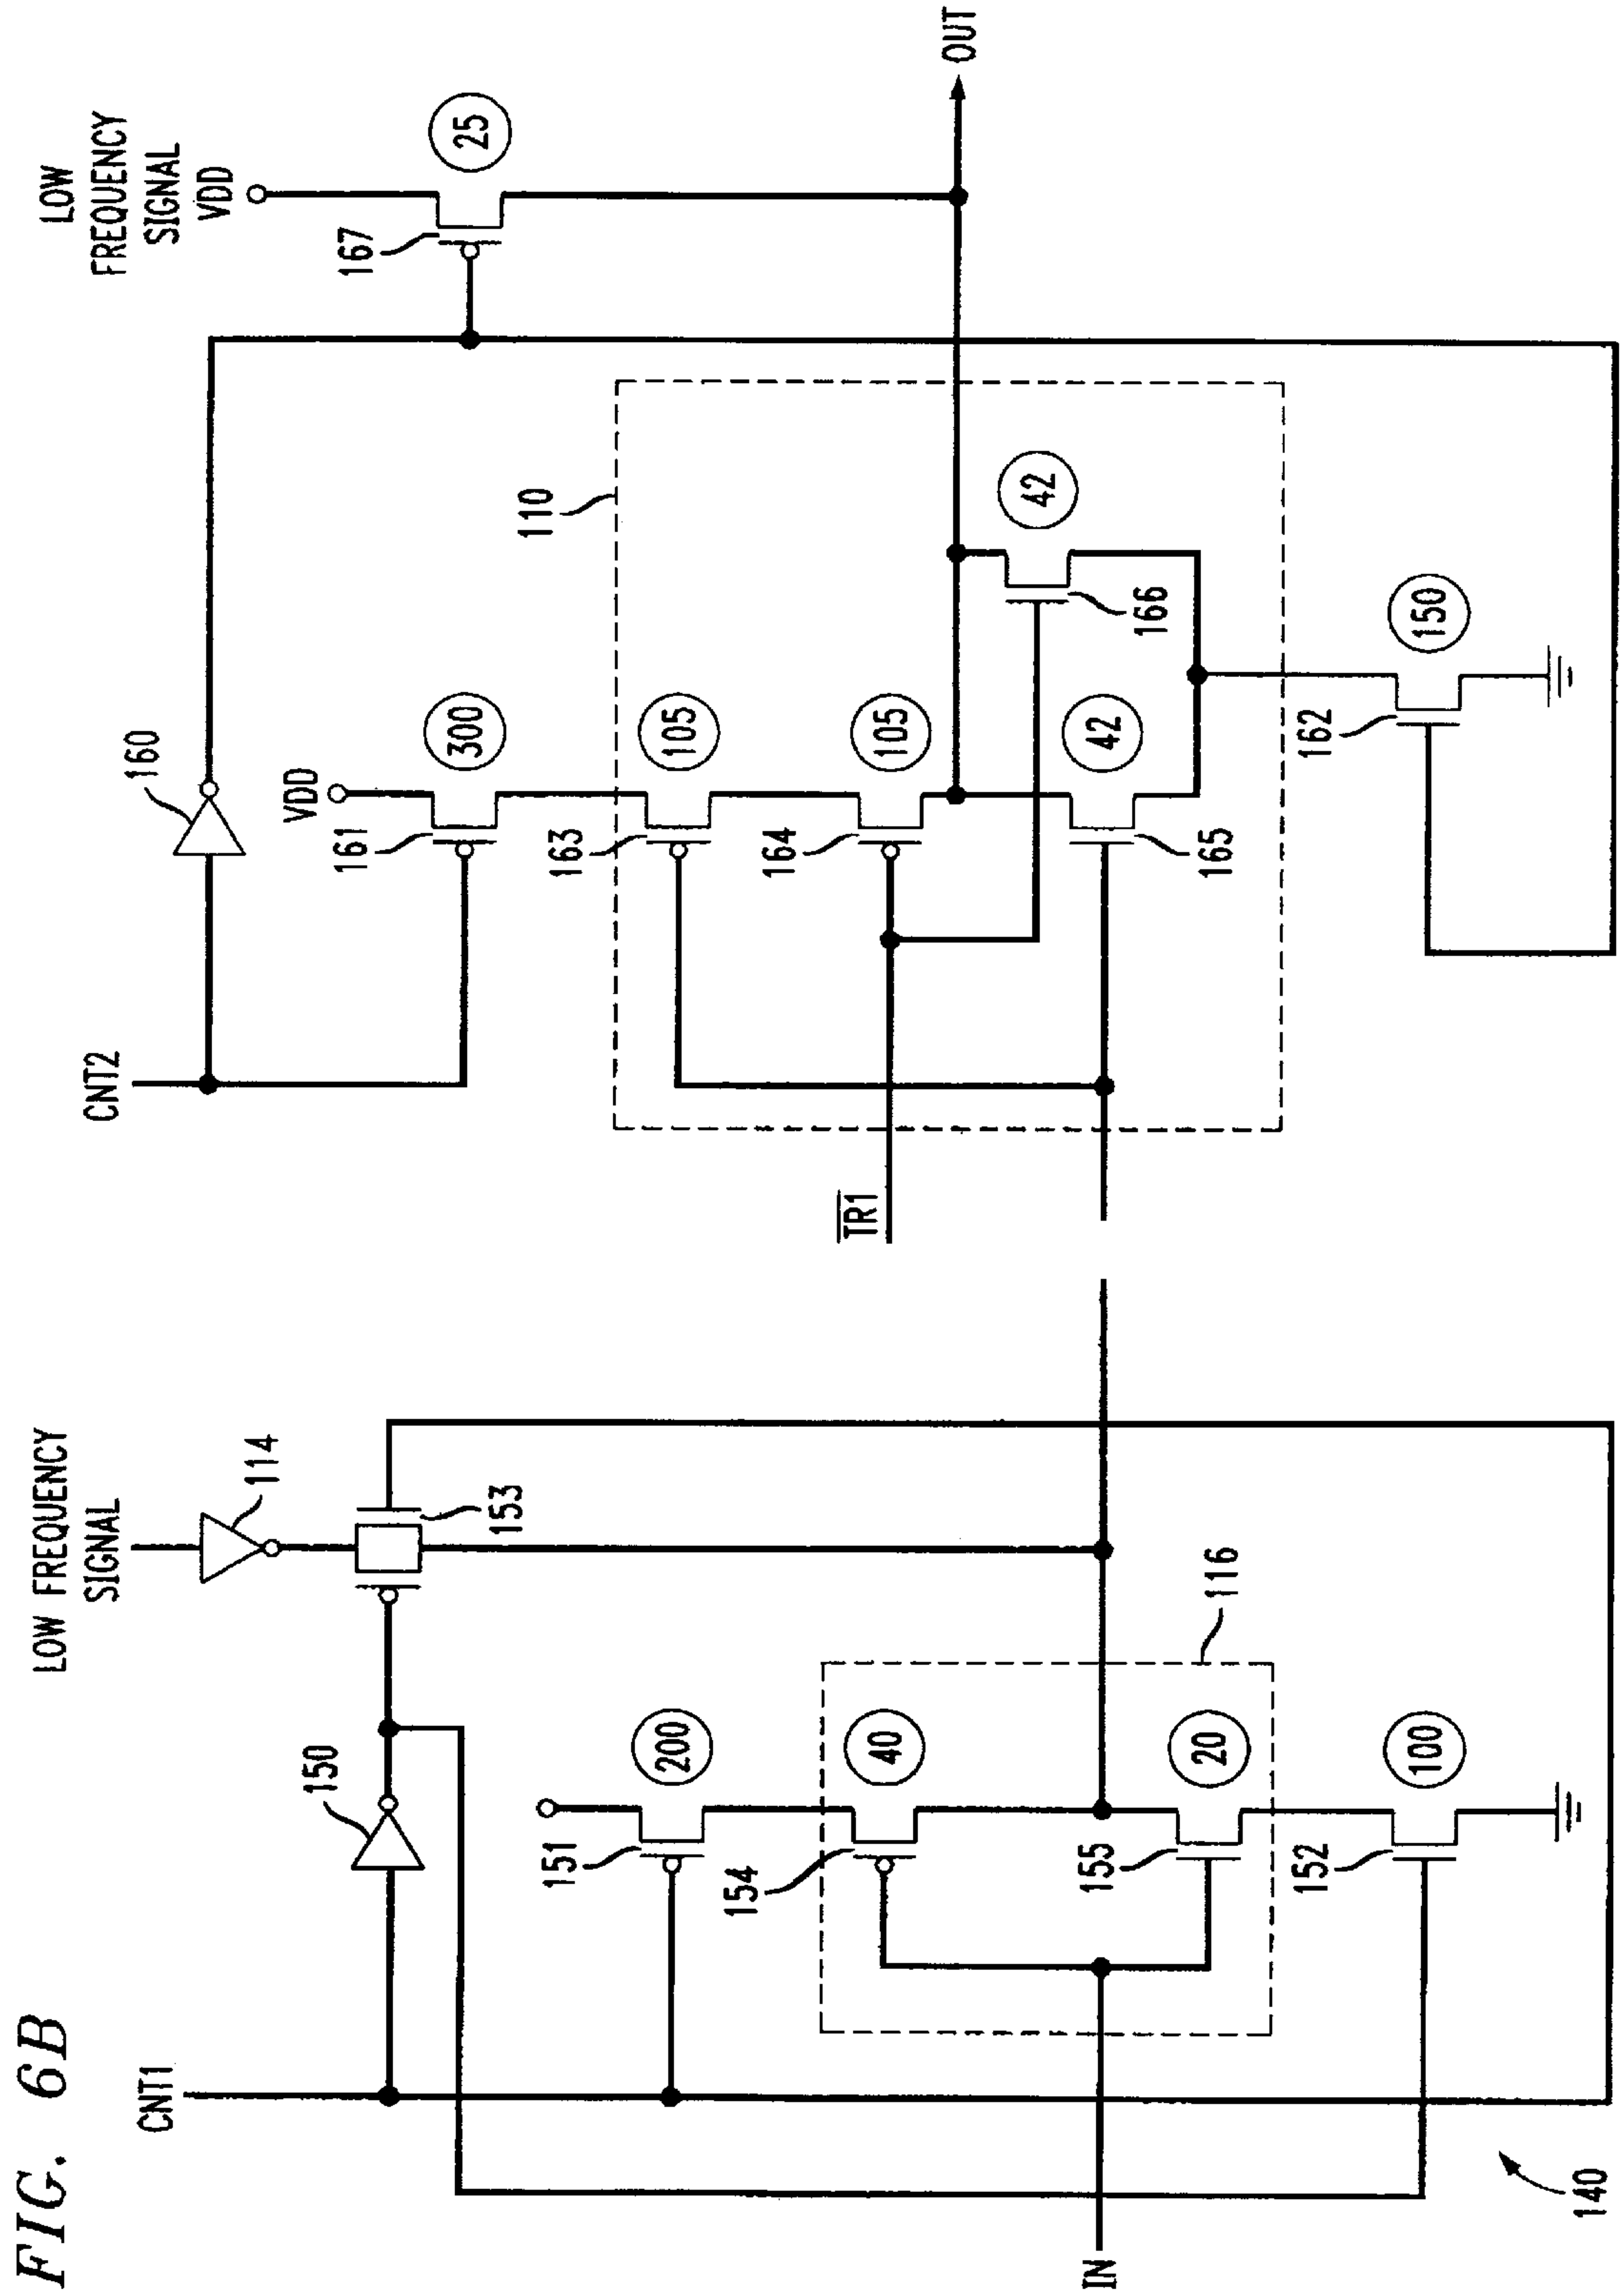 FIG. 6B
CNT1
IN
140
150
LOW FREQUENCY
SIGNAL
114
153
151
200
154
40
155
20
152
100
116
CNT2
160
VDD
161
300
163
105
164
105
165
42
166
42
110
162
150
TR1
LOW
FREQUENCY
SIGNAL
VDD
167
25
OUT